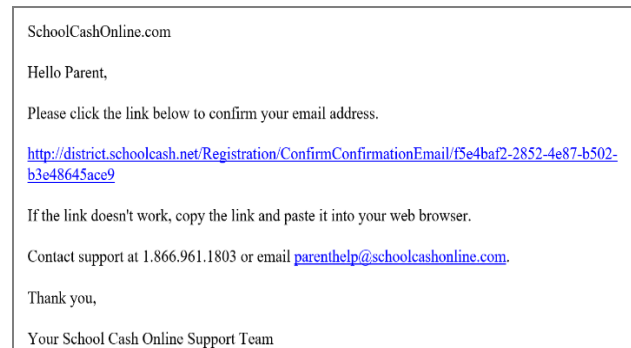 SchoolCashOnline.com
Hello Parent,
Please click the link below to confirm your email address.
http://district.schoolcash.net/Registration/ConfirmConfirmationEmail/f5e4baf2-2852-4e87-b502-
b3e48645ace9
If the link doesn't work, copy the link and paste it into your web browser.
Contact support at 1.866.961.1803 or email parenthelp@schoolcashonline.com.
Thank you,
Your School Cash Online Support Team